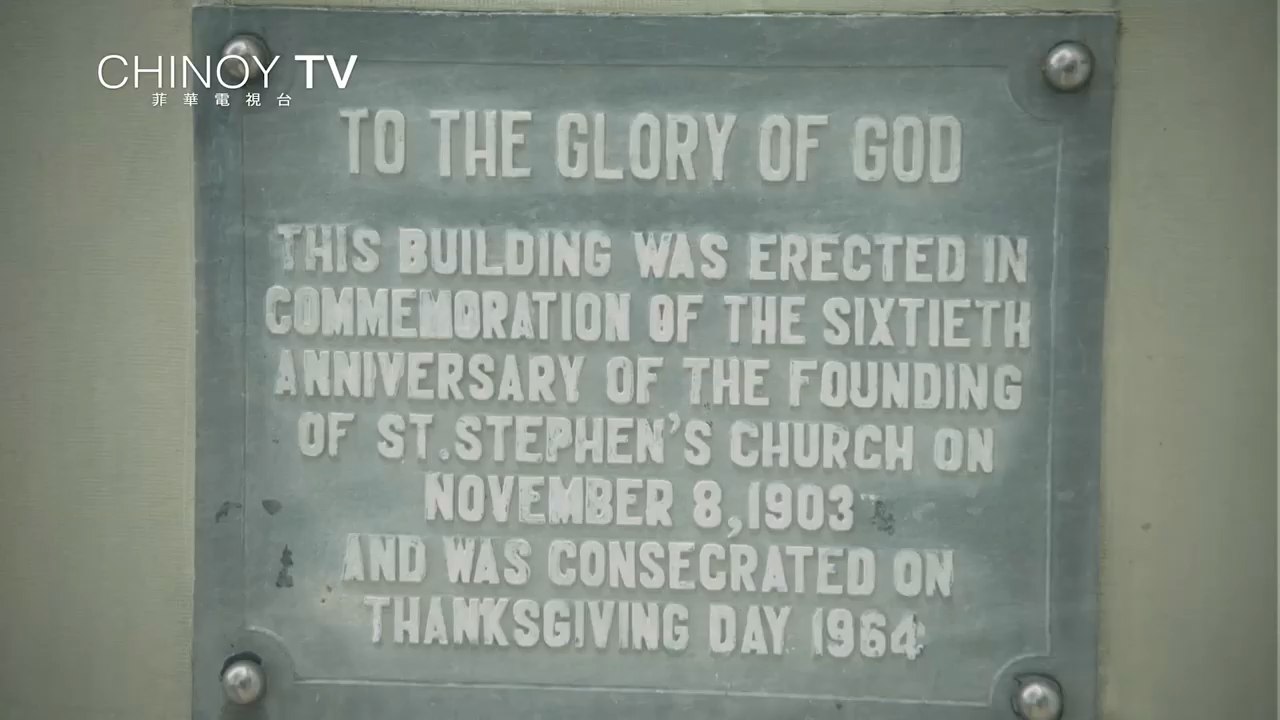 CHINOY TV
菲華電視台
TO THE GLORY OF GOD
THIS BUILDING WAS ERECTED IN
COMMEMORATION OF THE SIXTIETH
ANNIVERSARY OF THE FOUNDING
OF ST.STEPHEN'S CHURCH ON
NOVEMBER 8,1903
AND WAS CONSECRATED ON
THANKSGIVING DAY 1964